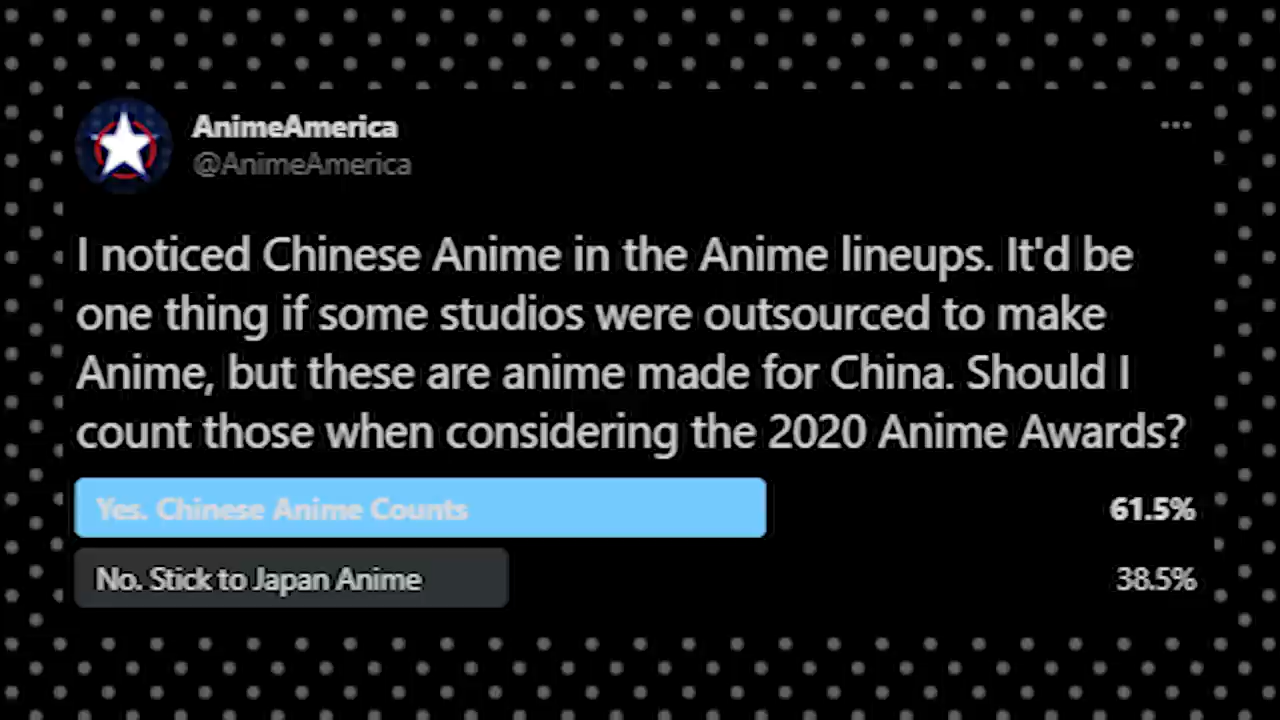 AnimeAmerica
@AnimeAmerica
I noticed Chinese Anime in the Anime lineups. It'd be
one thing if some studios were outsourced to make
Anime, but these are anime made for China. Should I
count those when considering the 2020 Anime Awards?
Yes. Chinese Anime Counts 61.5%
No. Stick to Japan Anime 38.5%